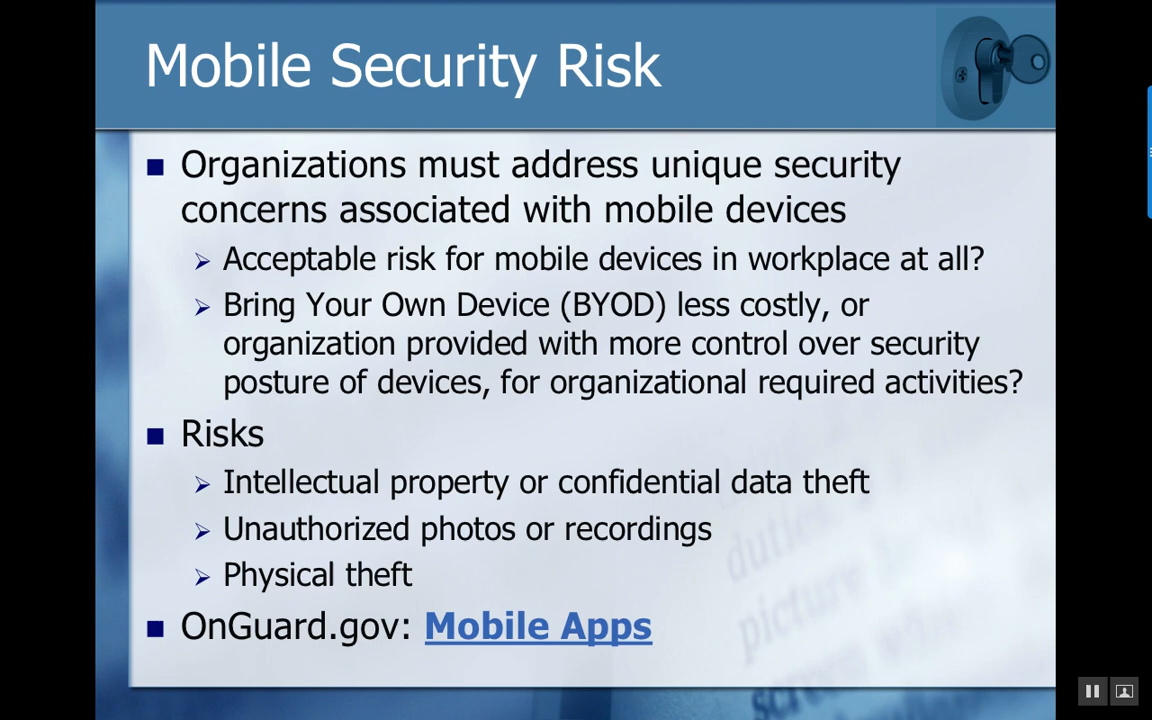 Mobile Security Risk
Organizations must address unique security
concerns associated with mobile devices
Acceptable risk for mobile devices in workplace at all?
Bring Your Own Device (BYOD) less costly, or
organization provided with more control over security
posture of devices, for organizational required activities?
Risks
Intellectual property or confidential data theft
Unauthorized photos or recordings
Physical theft
OnGuard.gov: Mobile Apps
picture